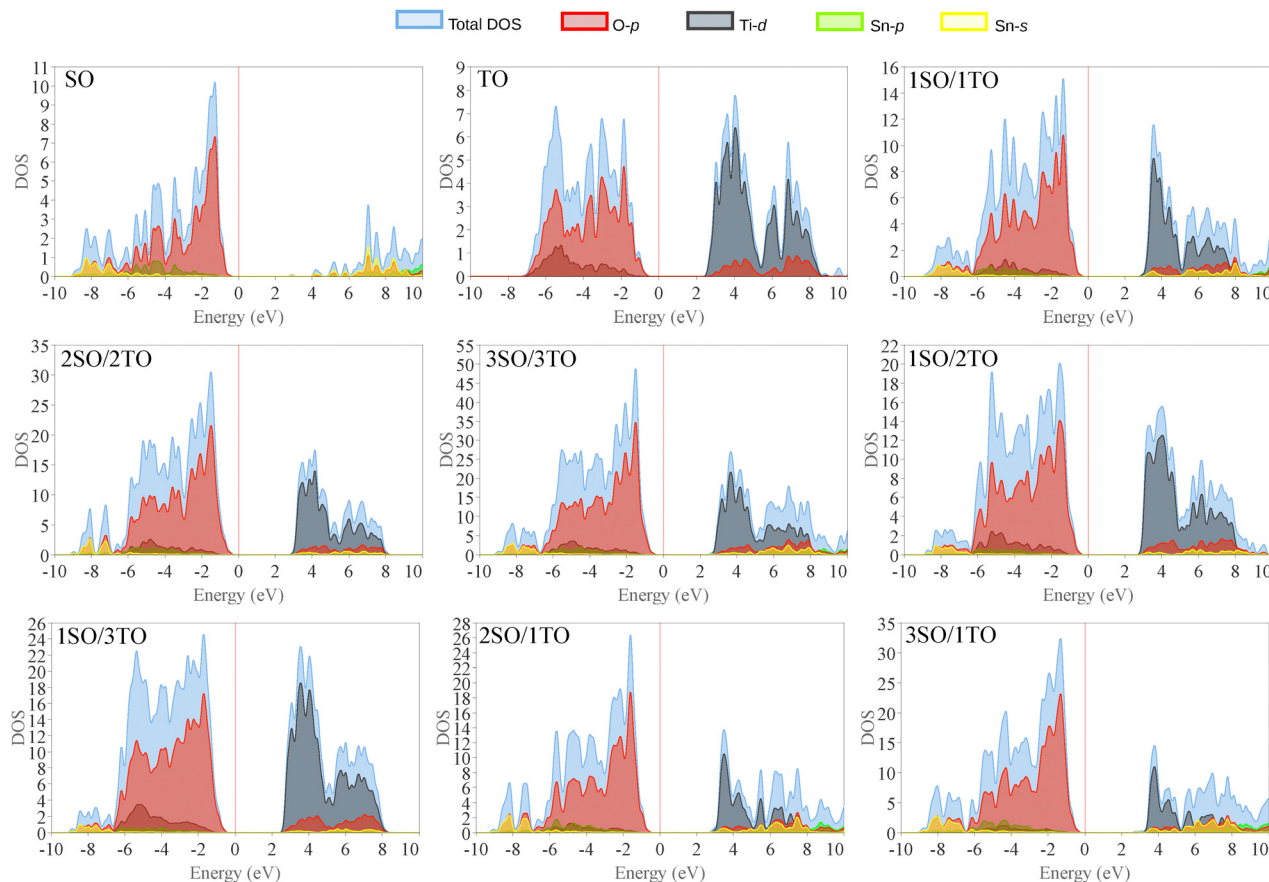 Total DOS O-p Ti-d Sn-p Sn-s
SO
11
10
9
8
7
6
5
4
3
2
1
0
DOS
-10 -8 -6 -4 -2 0 2 4 6 8 10
Energy (eV)
TO
9
8
7
6
5
4
3
2
1
0
DOS
-10 -8 -6 -4 -2 0 2 4 6 8 10
Energy (eV)
1SO/1TO
16
14
12
10
8
6
4
2
0
DOS
-10 -8 -6 -4 -2 0 2 4 6 8 10
Energy (eV)
2SO/2TO
35
30
25
20
15
10
5
0
DOS
-10 -8 -6 -4 -2 0 2 4 6 8 10
Energy (eV)
3SO/3TO
55
50
45
40
35
30
25
20
15
10
5
0
DOS
-10 -8 -6 -4 -2 0 2 4 6 8 10
Energy (eV)
1SO/2TO
22
20
18
16
14
12
10
8
6
4
2
0
DOS
-10 -8 -6 -4 -2 0 2 4 6 8 10
Energy (eV)
1SO/3TO
26
24
22
20
18
16
14
12
10
8
6
4
2
0
DOS
-10 -8 -6 -4 -2 0 2 4 6 8 10
Energy (eV)
2SO/1TO
28
26
24
22
20
18
16
14
12
10
8
6
4
2
0
DOS
-10 -8 -6 -4 -2 0 2 4 6 8 10
Energy (eV)
3SO/1TO
35
30
25
20
15
10
5
0
DOS
-10 -8 -6 -4 -2 0 2 4 6 8 10
Energy (eV)